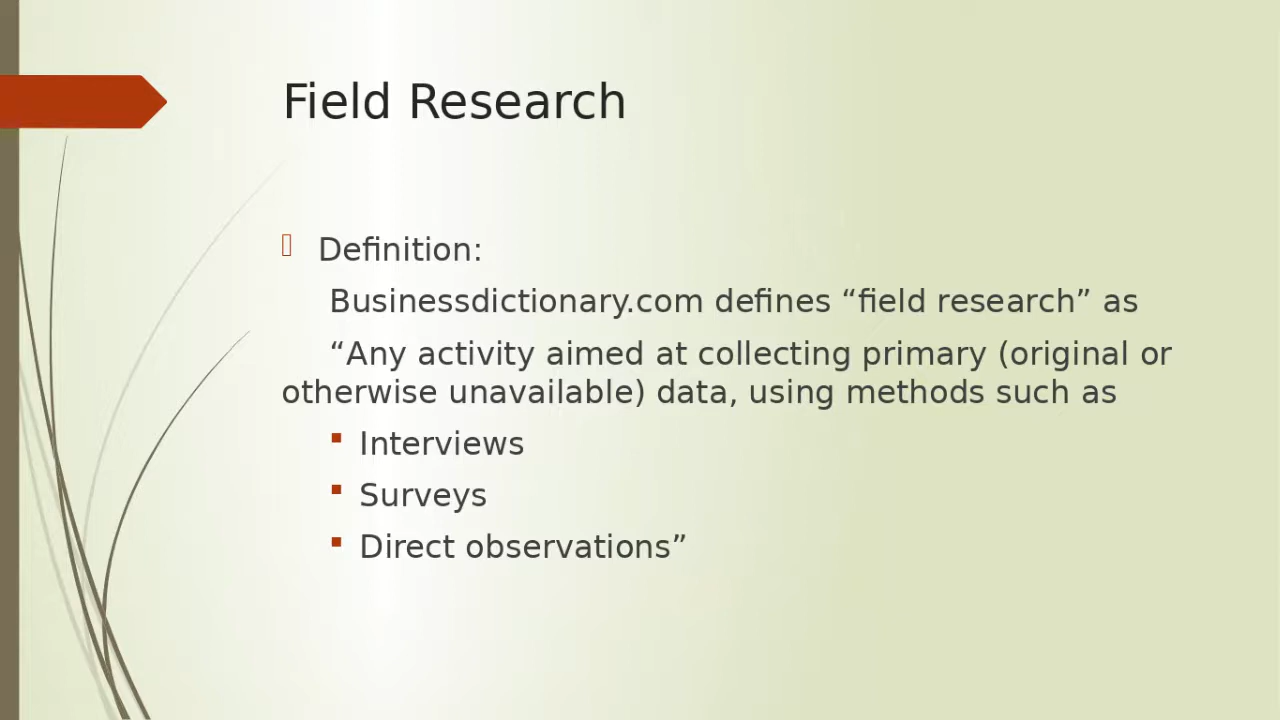 Field Research
Definition:
Businessdictionary.com defines “field research” as
“Any activity aimed at collecting primary (original or
otherwise unavailable) data, using methods such as
Interviews
Surveys
Direct observations”